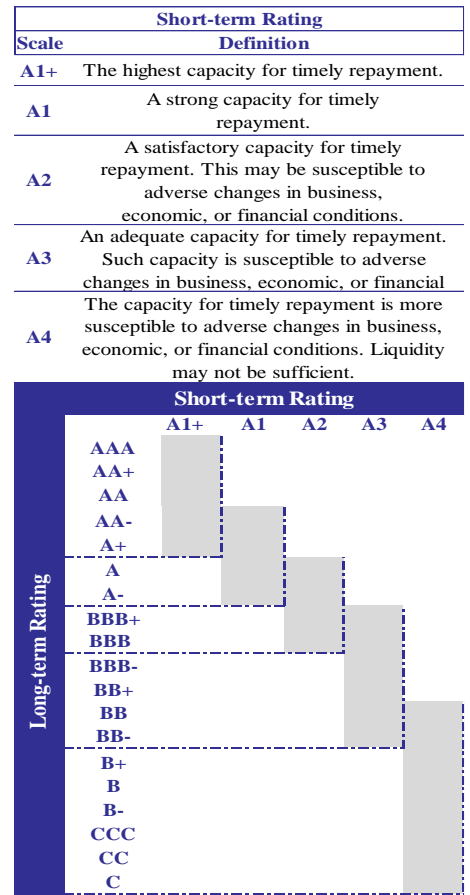 Short-term Rating
Scale Definition
A1+ The highest capacity for timely repayment.
A1 A strong capacity for timely
repayment.
A2 A satisfactory capacity for timely
repayment. This may be susceptible to
adverse changes in business,
economic, or financial conditions.
A3 An adequate capacity for timely repayment.
Such capacity is susceptible to adverse
changes in business, economic, or financial
A4 The capacity for timely repayment is more
susceptible to adverse changes in business,
economic, or financial conditions. Liquidity
may not be sufficient.
Short-term Rating
A1+ A1 A2 A3 A4
Long-term Rating
AAA
AA+
AA
AA-
A+
A
A-
BBB+
BBB
BBB-
BB+
BB
BB-
B+
B
B-
CCC
CC
C